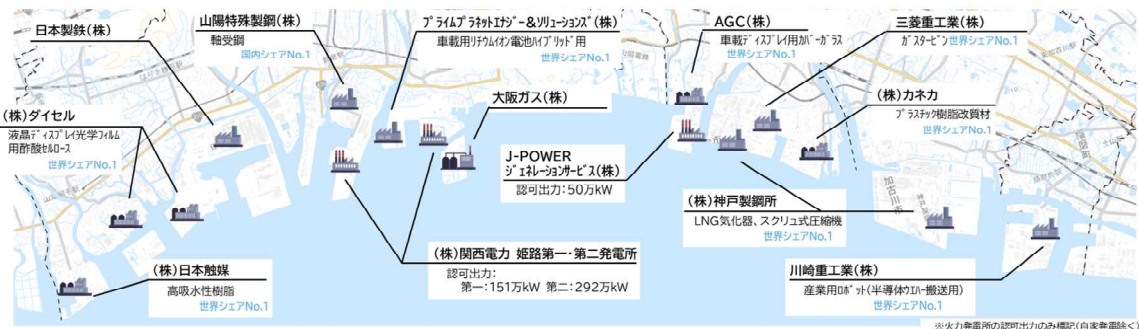 日本製鉄(株)
山陽特殊製鋼(株)
軸受鋼
国内シェアNo.1
プライムプラネットエナジー&ソリューションズ(株)
車載用リチウムイオン電池ハイブリッド用
世界シェアNo.1
AGC(株)
車載ディスプレイ用カバーガラス
世界シェアNo.1
三菱重工業(株)
ガスタービン世界シェアNo.1
(株)ダイセル
液晶ディスプレイ光学フィルム
用酢酸セルロース
世界シェアNo.1
大阪ガス(株)
(株)カネカ
プラスチック樹脂改質材
世界シェアNo.1
J-POWER
ジェネレーションサービス(株)
認可出力:50万kW
(株)神戸製鋼所
LNG気化器、スクリュ式圧縮機
世界シェアNo.1
加古川市
(株)関西電力 姫路第一・第二発電所
認可出力:
第一:151万kW 第二:292万kW
(株)日本触媒
高吸水性樹脂
世界シェアNo.1
川崎重工業(株)
産業用ロボット(半導体ウエハー搬送用)
世界シェアNo.1
※火力発電所の認可出力のみ標記(自家発電除く)